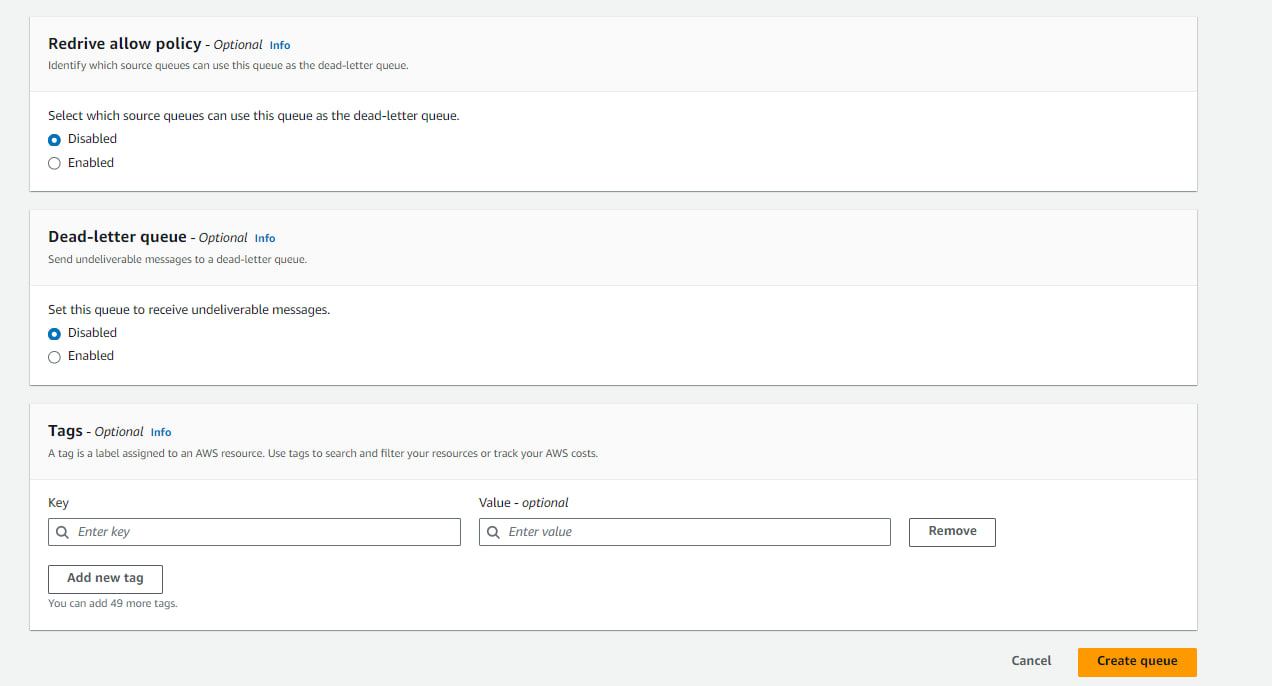 Redrive allow policy - Optional Info
Identify which source queues can use this queue as the dead-letter queue.
Select which source queues can use this queue as the dead-letter queue.
Disabled
Enabled
Dead-letter queue - Optional Info
Send undeliverable messages to a dead-letter queue.
Set this queue to receive undeliverable messages.
Disabled
Enabled
Tags - Optional Info
A tag is a label assigned to an AWS resource. Use tags to search and filter your resources or track your AWS costs.
Key Value - optional
Enter key Enter value Remove
Add new tag
You can add 49 more tags.
Cancel Create queue